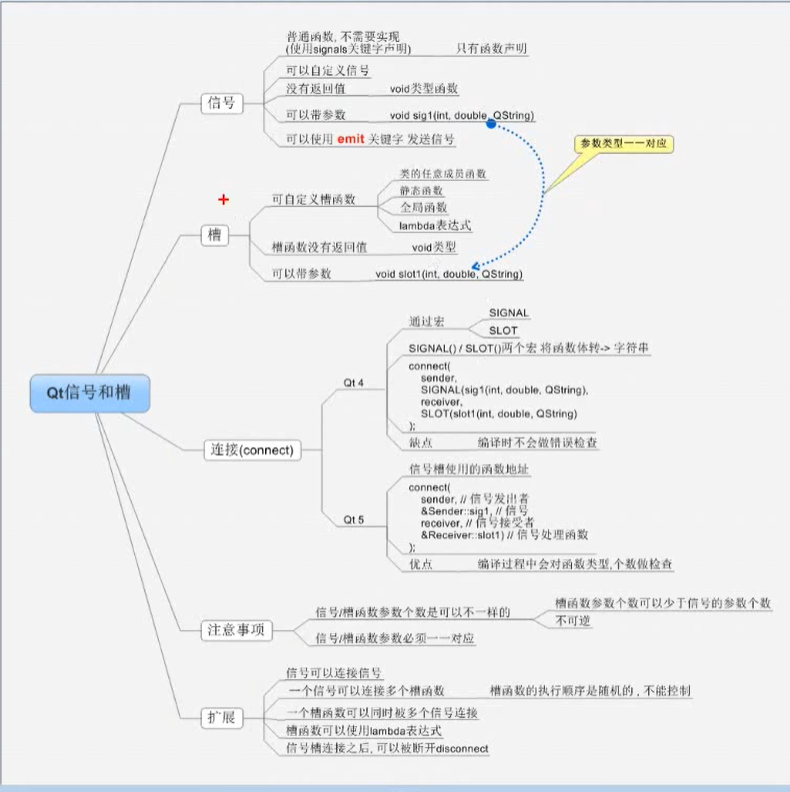 Qt信号和槽
信号
普通函数, 不需要实现
(使用signals关键字声明) 只有函数声明
可以自定义信号
没有返回值 void类型函数
可以带参数 void sig1(int, double, QString)
可以使用 emit 关键字 发送信号
参数类型一一对应
槽
可自定义槽函数
类的任意成员函数
静态函数
全局函数
lambda表达式
槽函数没有返回值 void类型
可以带参数 void slot1(int, double, QString)
连接(connect)
Qt 4
通过宏
SIGNAL
SLOT
SIGNAL() / SLOT()两个宏 将函数体转-> 字符串
connect(
sender,
SIGNAL(sig1(int, double, QString),
receiver,
SLOT(slot1(int, double, QString)
);
缺点 编译时不会做错误检查
Qt 5
信号槽使用的函数地址
connect(
sender, // 信号发出者
&Sender::sig1, // 信号
receiver, // 信号接受者
&Receiver::slot1) // 信号处理函数
);
优点 编译过程中会对函数类型,个数做检查
注意事项
信号/槽函数参数个数是可以不一样的
槽函数参数个数可以少于信号的参数个数
不可逆
信号/槽函数参数必须一一对应
扩展
信号可以连接信号
一个信号可以连接多个槽函数 槽函数的执行顺序是随机的 , 不能控制
一个槽函数可以同时被多个信号连接
槽函数可以使用lambda表达式
信号槽连接之后, 可以被断开disconnect